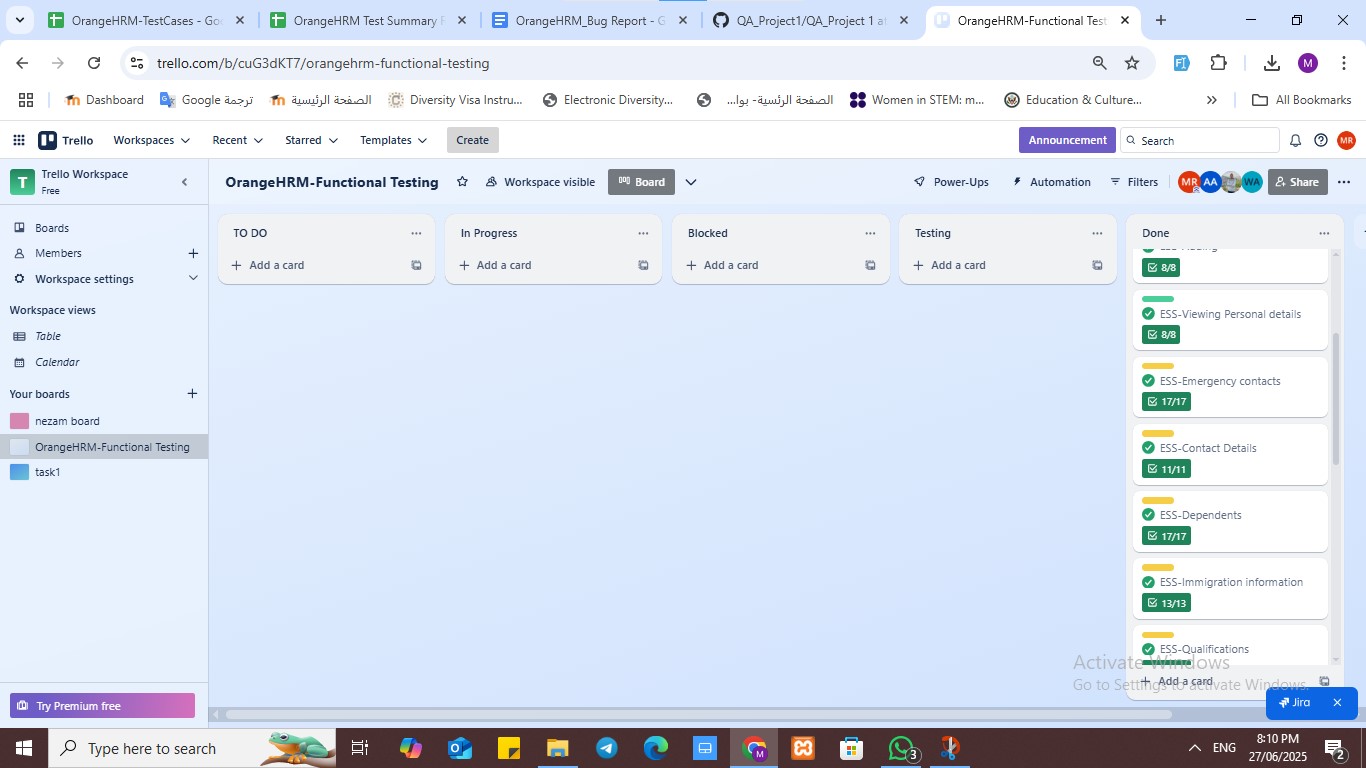 OrangeHRM-TestCases - Goo
OrangeHRM Test Summary R
OrangeHRM_Bug Report - G
QA_Project1/QA_Project 1 at
OrangeHRM-Functional Test
trello.com/b/cuG3dKT7/orangehrm-functional-testing
M
Dashboard
ترجمة Google
الصفحة الرئيسية
Diversity Visa Instru...
Electronic Diversity...
الصفحة الرئسية- بوا...
Women in STEM: m...
Education & Culture...
All Bookmarks
Trello
Workspaces
Recent
Starred
Templates
Create
Announcement
Search
MR
T
Trello Workspace
Free
OrangeHRM-Functional Testing
Workspace visible
Board
Power-Ups
Automation
Filters
MR
AA
WA
Share
Boards
Members
Workspace settings
Workspace views
Table
Calendar
Your boards
nezam board
OrangeHRM-Functional Testing
task1
Try Premium free
TO DO
Add a card
In Progress
Add a card
Blocked
Add a card
Testing
Add a card
Done
8/8
ESS-Viewing Personal details
8/8
ESS-Emergency contacts
17/17
ESS-Contact Details
11/11
ESS-Dependents
17/17
ESS-Immigration information
13/13
ESS-Qualifications
Add a card
Activate Windows
Go to Settings to activate Windows.
Jira
Type here to search
M
3
ENG
8:10 PM
27/06/2025
2